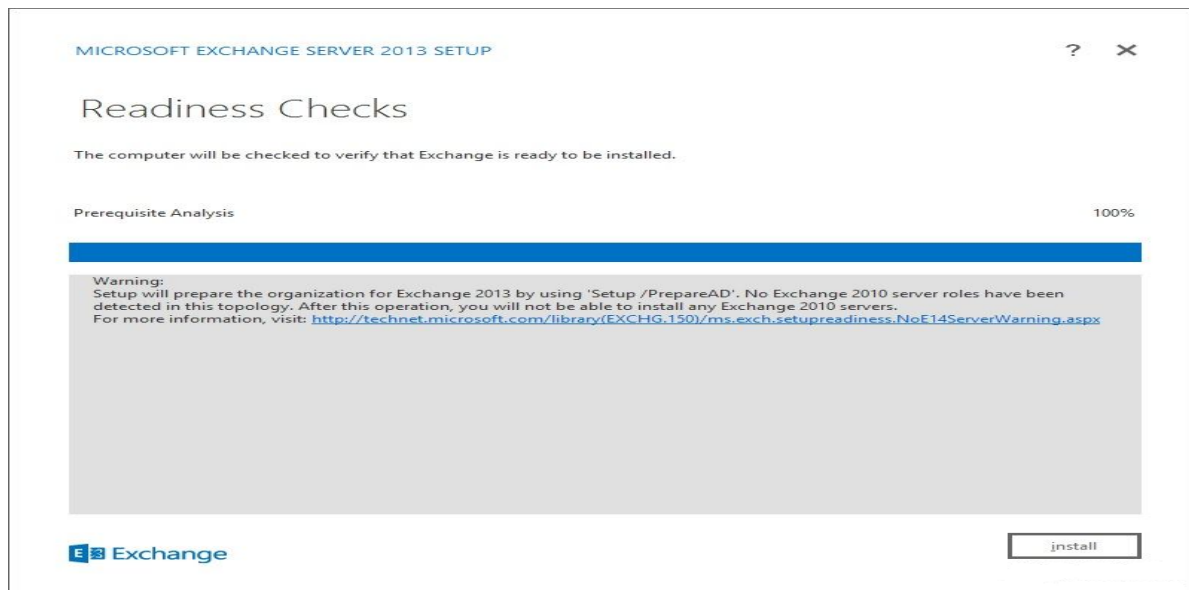 MICROSOFT EXCHANGE SERVER 2013 SETUP
? ✕
Readiness Checks
The computer will be checked to verify that Exchange is ready to be installed.
Prerequisite Analysis 100%
Warning:
Setup will prepare the organization for Exchange 2013 by using 'Setup /PrepareAD'. No Exchange 2010 server roles have been
detected in this topology. After this operation, you will not be able to install any Exchange 2010 servers.
For more information, visit: http://technet.microsoft.com/library(EXCHG.150)/ms.exch.setupreadiness.NoE14ServerWarning.aspx
E Exchange
install